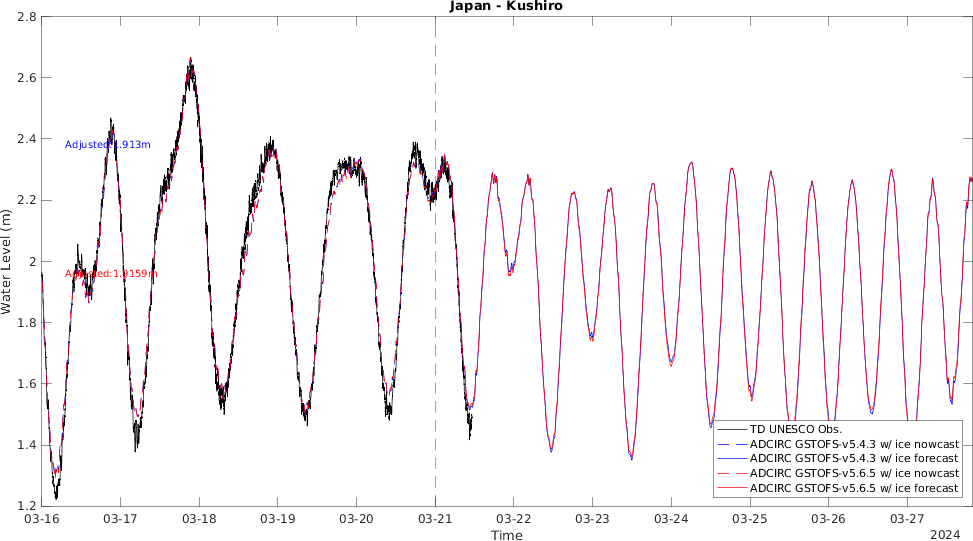 Japan - Kushiro
2.8
2.6
2.4
2.2
2
1.8
1.6
1.4
1.2
Water Level (m)
Adjusted:1.913m
Adjusted:1.9159m
TD UNESCO Obs.
ADCIRC GSTOFS-v5.4.3 w/ ice nowcast
ADCIRC GSTOFS-v5.4.3 w/ ice forecast
ADCIRC GSTOFS-v5.6.5 w/ ice nowcast
ADCIRC GSTOFS-v5.6.5 w/ ice forecast
03-16 03-17 03-18 03-19 03-20 03-21 03-22 03-23 03-24 03-25 03-26 03-27
Time
2024